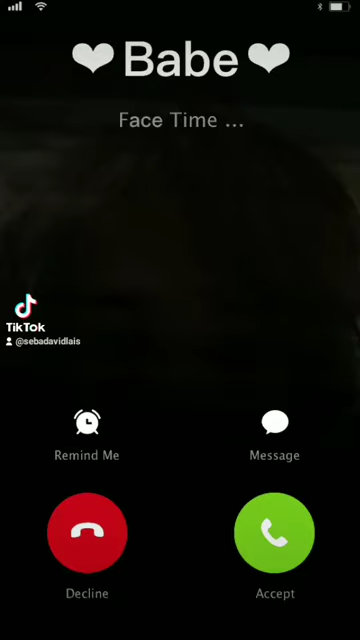 ❤Babe❤
Face Time ...
TikTok
@sebadavidlais
Remind Me
Message
Decline
Accept